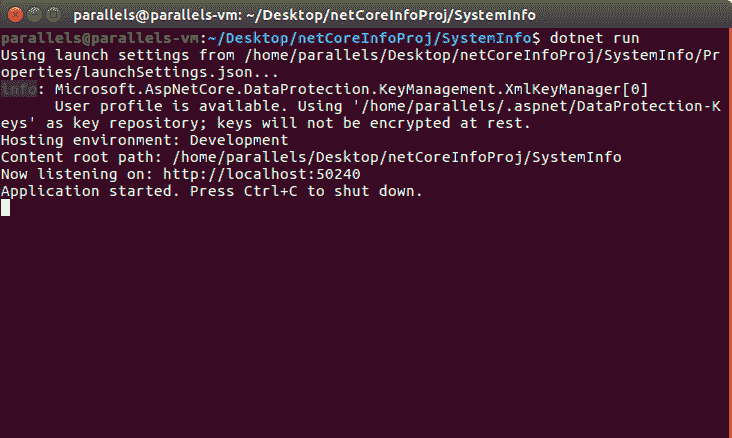 parallels@parallels-vm: ~/Desktop/netCoreInfoProj/SystemInfo
parallels@parallels-vm:~/Desktop/netCoreInfoProj/SystemInfo$ dotnet run
Using launch settings from /home/parallels/Desktop/netCoreInfoProj/SystemInfo/Pr
operties/launchSettings.json...
info: Microsoft.AspNetCore.DataProtection.KeyManagement.XmlKeyManager[0]
      User profile is available. Using '/home/parallels/.aspnet/DataProtection-K
eys' as key repository; keys will not be encrypted at rest.
Hosting environment: Development
Content root path: /home/parallels/Desktop/netCoreInfoProj/SystemInfo
Now listening on: http://localhost:50240
Application started. Press Ctrl+C to shut down.